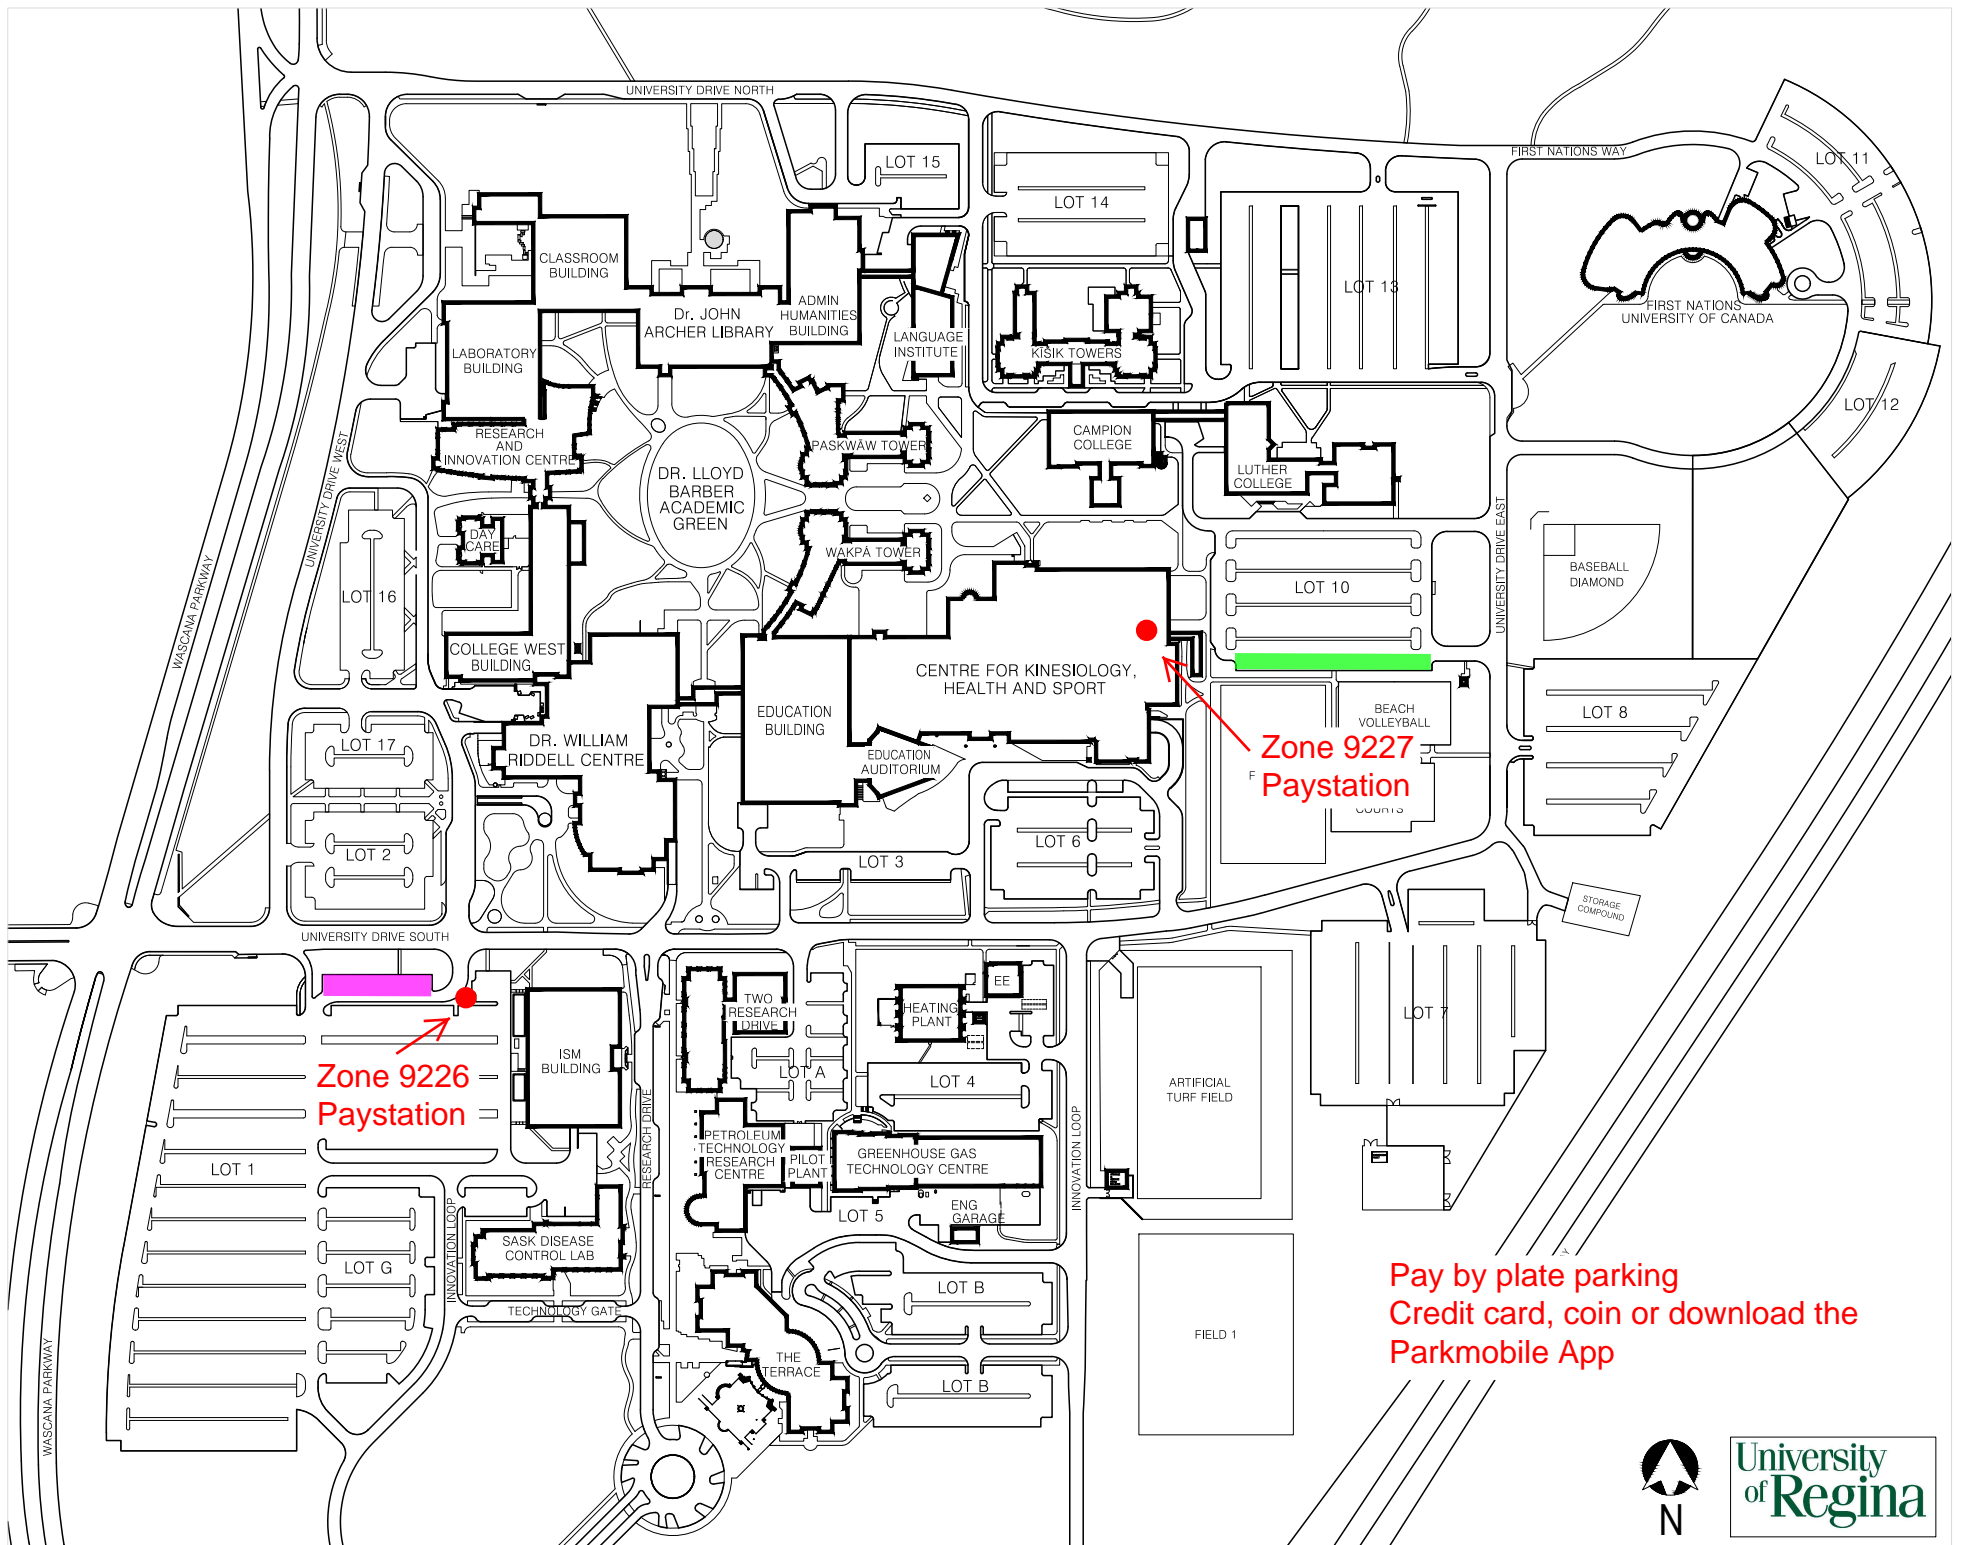 UNIVERSITY DRIVE NORTH
FIRST NATIONS WAY
LOT 11
LOT 15
LOT 14
LOT 13
CLASSROOM
BUILDING
Dr. JOHN
ARCHER LIBRARY
ADMIN
HUMANITIES
BUILDING
LANGUAGE
INSTITUTE
KĪSIK TOWERS
FIRST NATIONS
UNIVERSITY OF CANADA
LABORATORY
BUILDING
LOT 12
RESEARCH
AND
INNOVATION CENTRE
PASKWĀW TOWER
CAMPION
COLLEGE
LUTHER
COLLEGE
DR. LLOYD
BARBER
ACADEMIC
GREEN
UNIVERSITY DRIVE WEST
UNIVERSITY DRIVE EAST
WASCANA PARKWAY
DAY
CARE
WAKPĀ TOWER
BASEBALL
DIAMOND
LOT 16
LOT 10
COLLEGE WEST
BUILDING
CENTRE FOR KINESIOLOGY,
HEALTH AND SPORT
EDUCATION
BUILDING
BEACH
VOLLEYBALL
COURTS
LOT 8
LOT 17
DR. WILLIAM
RIDDELL CENTRE
EDUCATION
AUDITORIUM
Zone 9227
Paystation
F
LOT 2
LOT 3
LOT 6
STORAGE
COMPOUND
UNIVERSITY DRIVE SOUTH
TWO
RESEARCH
DRIVE
HEATING
PLANT
EE
LOT 7
ISM
BUILDING
Zone 9226
Paystation
LOT A
LOT 4
ARTIFICIAL
TURF FIELD
RESEARCH DRIVE
INNOVATION LOOP
PETROLEUM
TECHNOLOGY
RESEARCH
CENTRE
PILOT
PLANT
GREENHOUSE GAS
TECHNOLOGY CENTRE
LOT 1
LOT 5
ENG
GARAGE
INNOVATION LOOP
SASK DISEASE
CONTROL LAB
LOT G
LOT B
TECHNOLOGY GATE
Pay by plate parking
Credit card, coin or download the
Parkmobile App
FIELD 1
THE
TERRACE
LOT B
WASCANA PARKWAY
N
University
of Regina